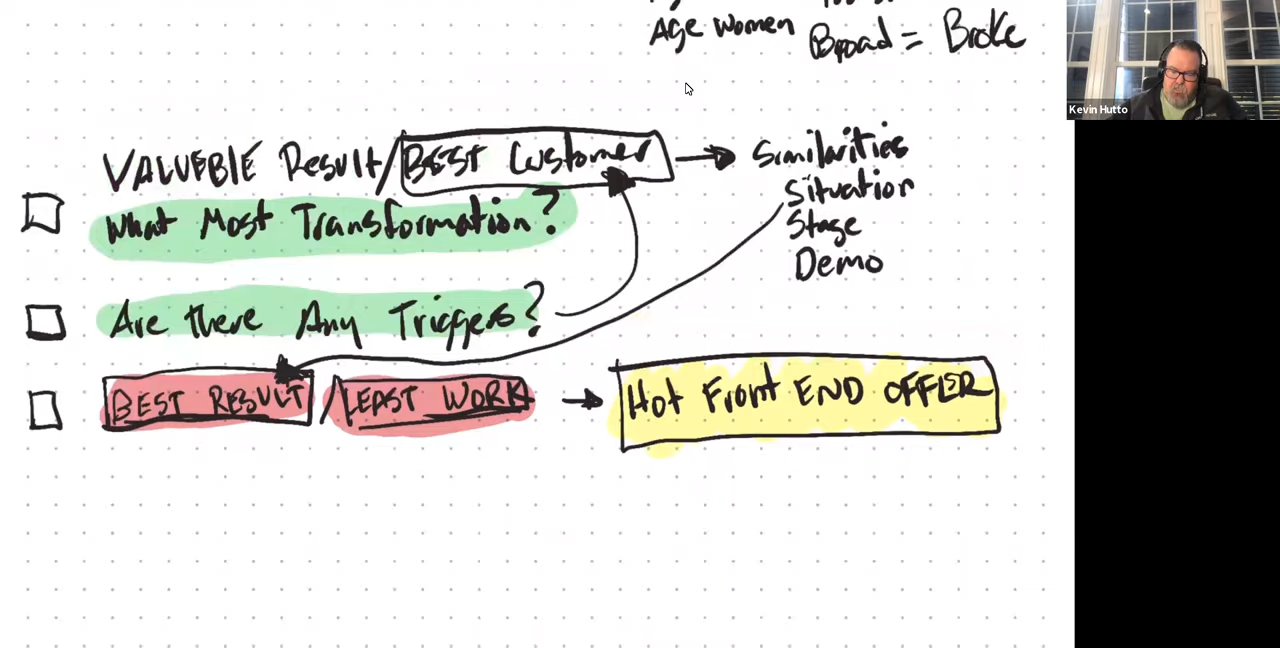 Age Women
Broad = Broke
Kevin Hutto
VALUEBLE Result/BEST Customer → Similarities
Situation
Stage
Demo
What Most Transformation?
Are there Any Triggers?
BEST RESULT / LEAST WORK → Hot Front END OFFER